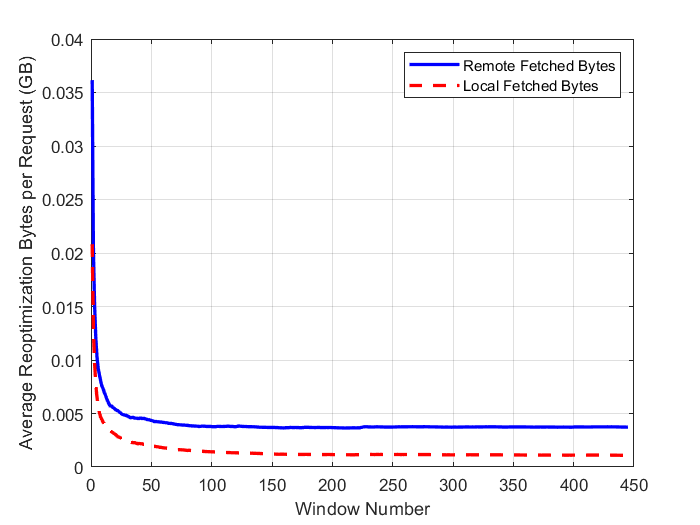 0.04
0.035
0.03
0.025
0.02
0.015
0.01
0.005
0
Average Reoptimization Bytes per Request (GB)
Remote Fetched Bytes
Local Fetched Bytes
0 50 100 150 200 250 300 350 400 450
Window Number